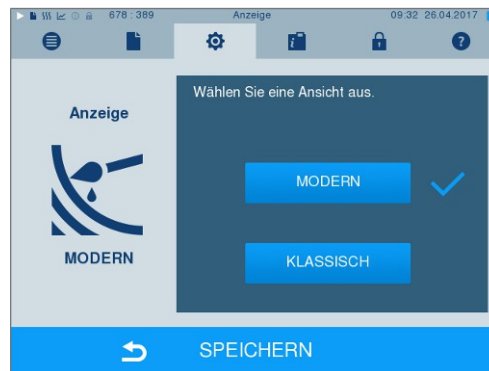 678 : 389 Anzeige 09:32 26.04.2017
i ?
Anzeige
MODERN
Wählen Sie eine Ansicht aus.
MODERN
KLASSISCH
SPEICHERN